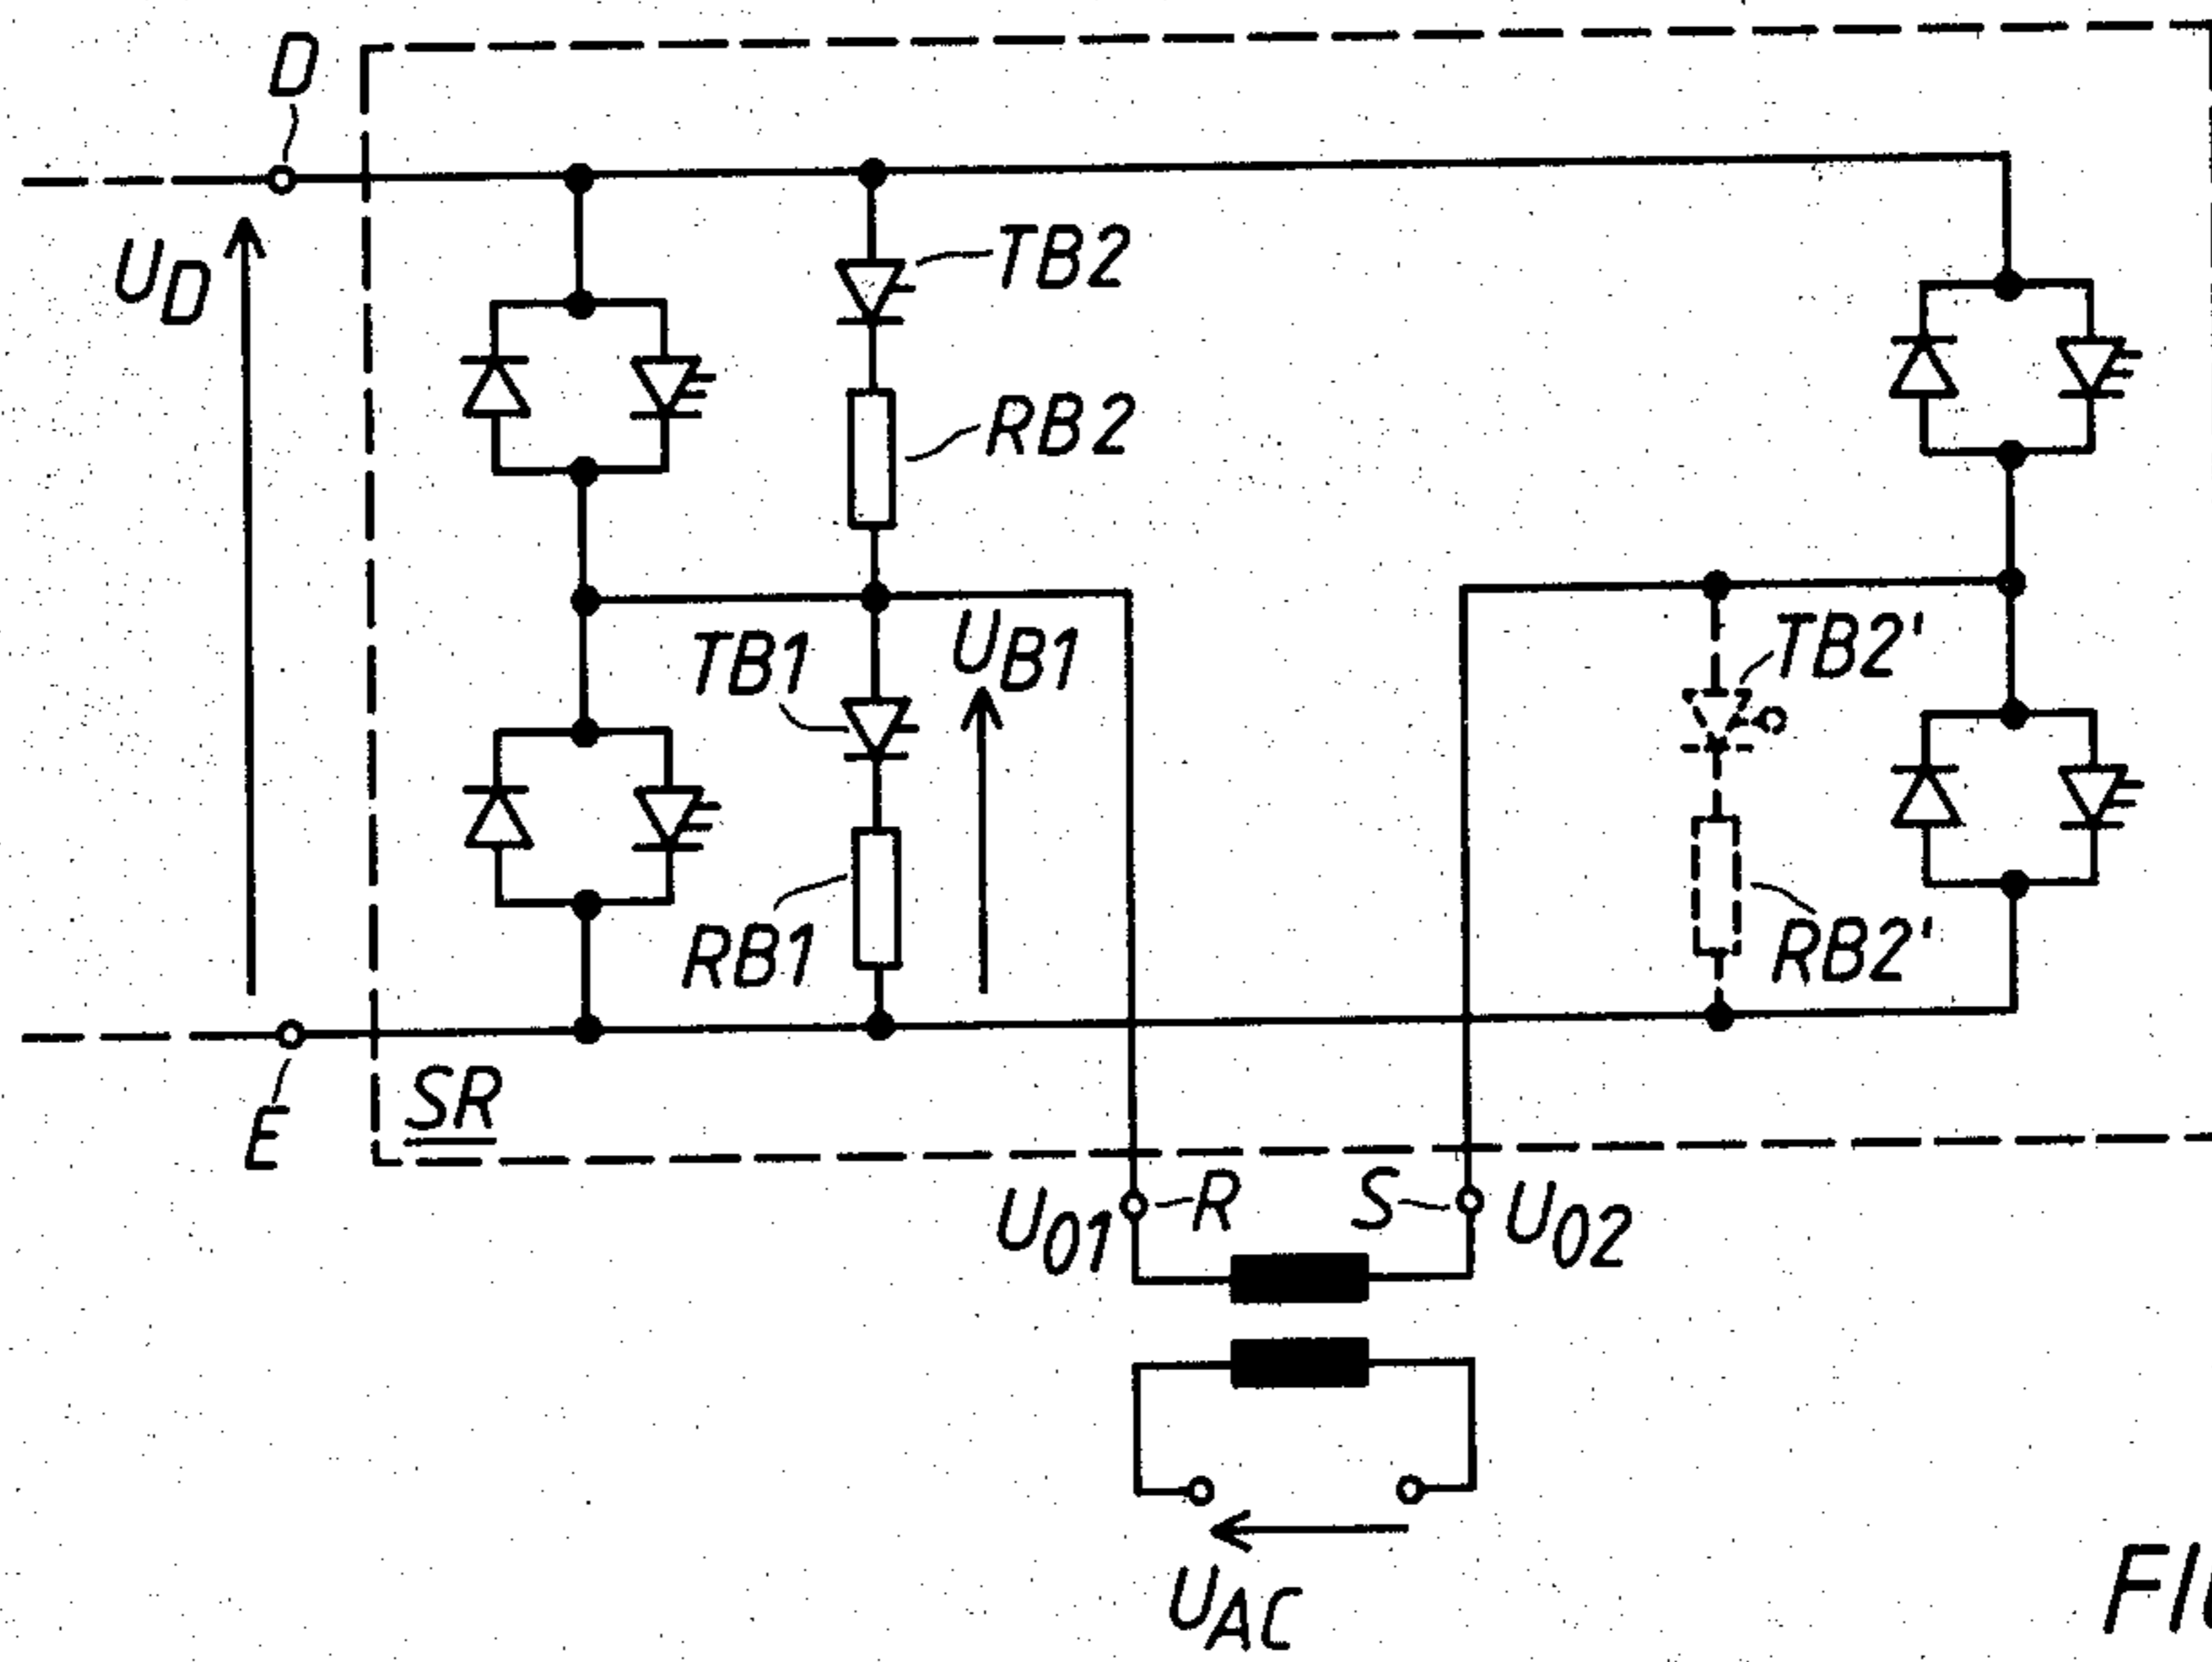 D
U_D
TB2
RB2
TB1
U_B1
TB2'
RB1
RB2'
E
SR
U_01
R
S
U_02
U_AC